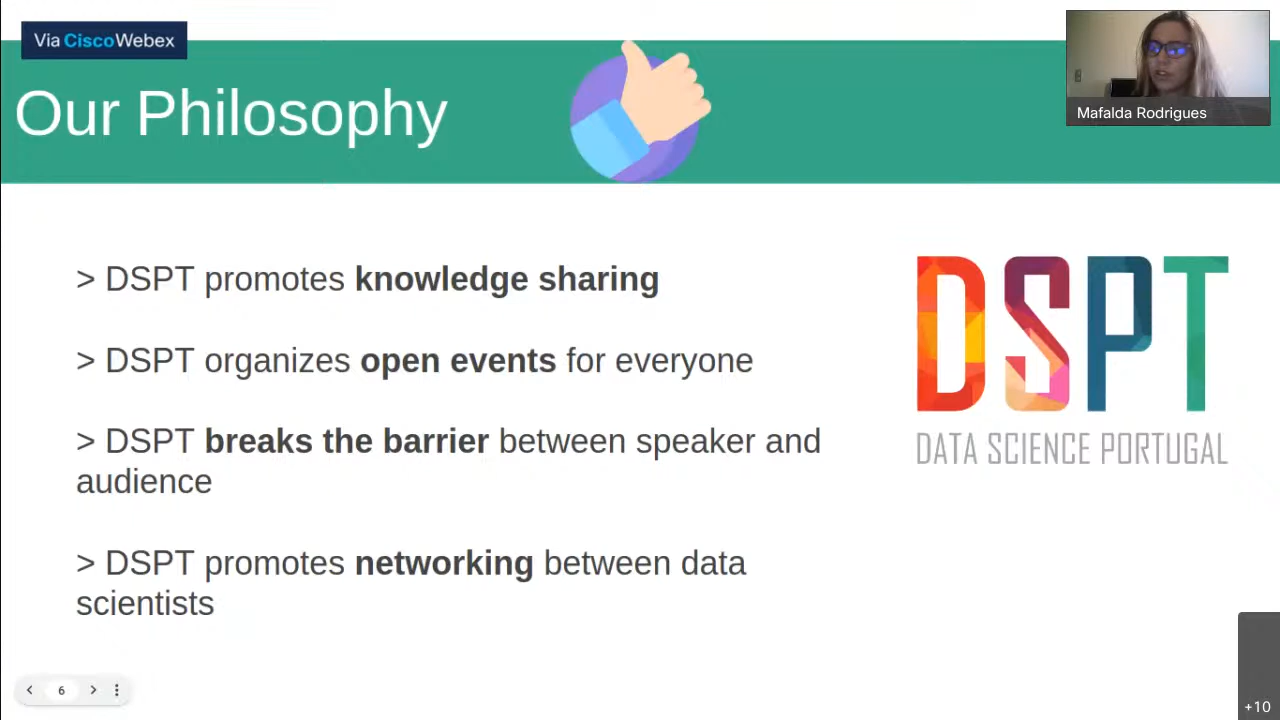 Via CiscoWebex
Our Philosophy
Mafalda Rodrigues
> DSPT promotes knowledge sharing
> DSPT organizes open events for everyone
> DSPT breaks the barrier between speaker and
audience
> DSPT promotes networking between data
scientists
DSPT
DATA SCIENCE PORTUGAL
6
+10